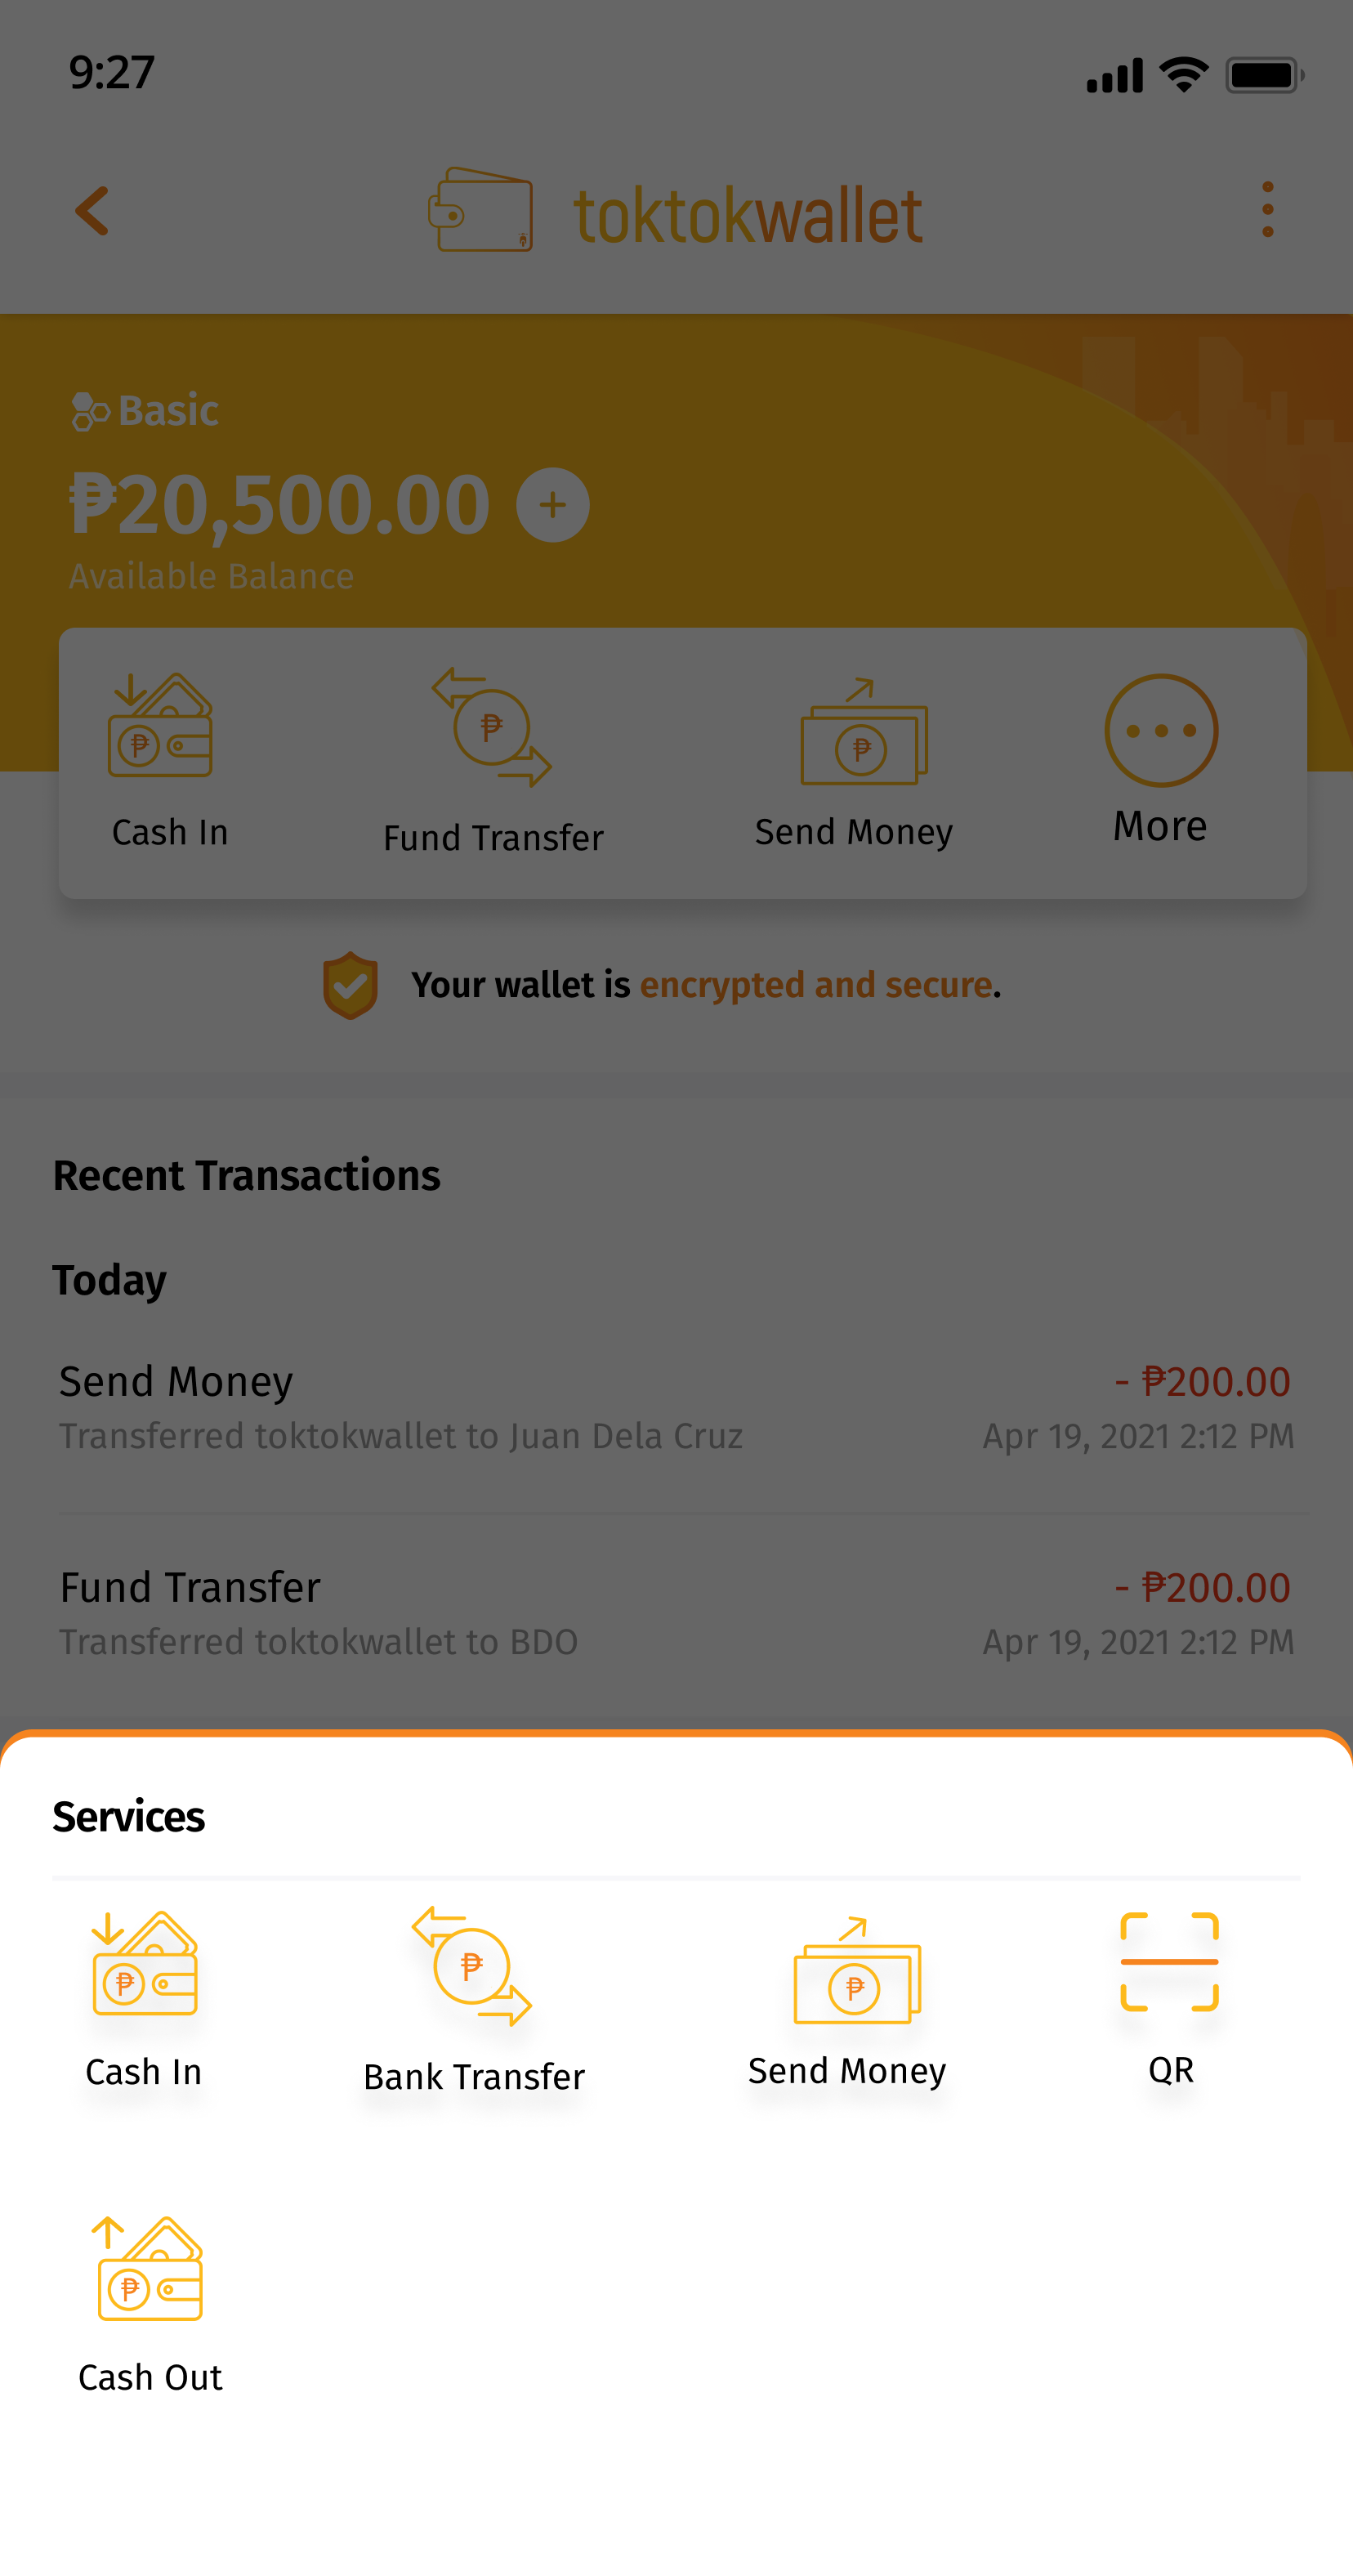 9:27
toktokwallet
Basic
₱20,500.00 +
Available Balance
₱ ₱ ₱
Cash In Fund Transfer Send Money More
Your wallet is encrypted and secure.
Recent Transactions
Today
Send Money - ₱200.00
Transferred toktokwallet to Juan Dela Cruz Apr 19, 2021 2:12 PM
Fund Transfer - ₱200.00
Transferred toktokwallet to BDO Apr 19, 2021 2:12 PM
Services
₱ ₱ ₱
Cash In Bank Transfer Send Money QR
₱
Cash Out